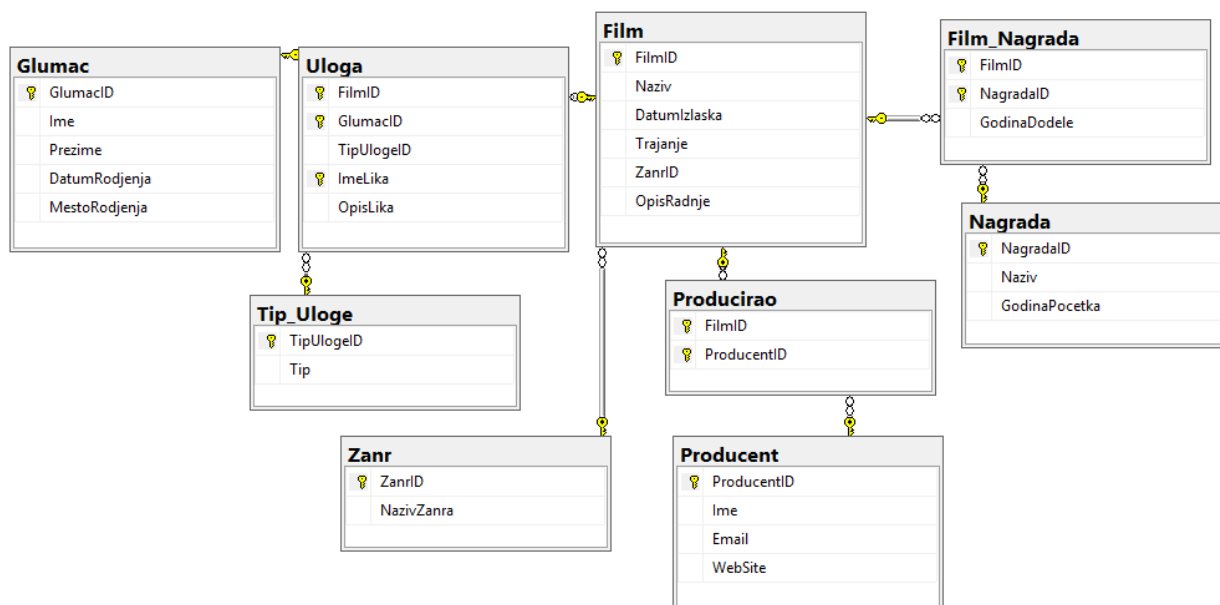 Glumac
GlumacID
Ime
Prezime
DatumRodjenja
MestoRodjenja
Uloga
FilmID
GlumacID
TipUlogeID
ImeLika
OpisLika
Film
FilmID
Naziv
DatumIzlaska
Trajanje
ZanrID
OpisRadnje
Film_Nagrada
FilmID
NagradaID
GodinaDodele
Nagrada
NagradaID
Naziv
GodinaPocetka
Tip_Uloge
TipUlogeID
Tip
Producirao
FilmID
ProducentID
Zanr
ZanrID
NazivZanra
Producent
ProducentID
Ime
Email
WebSite